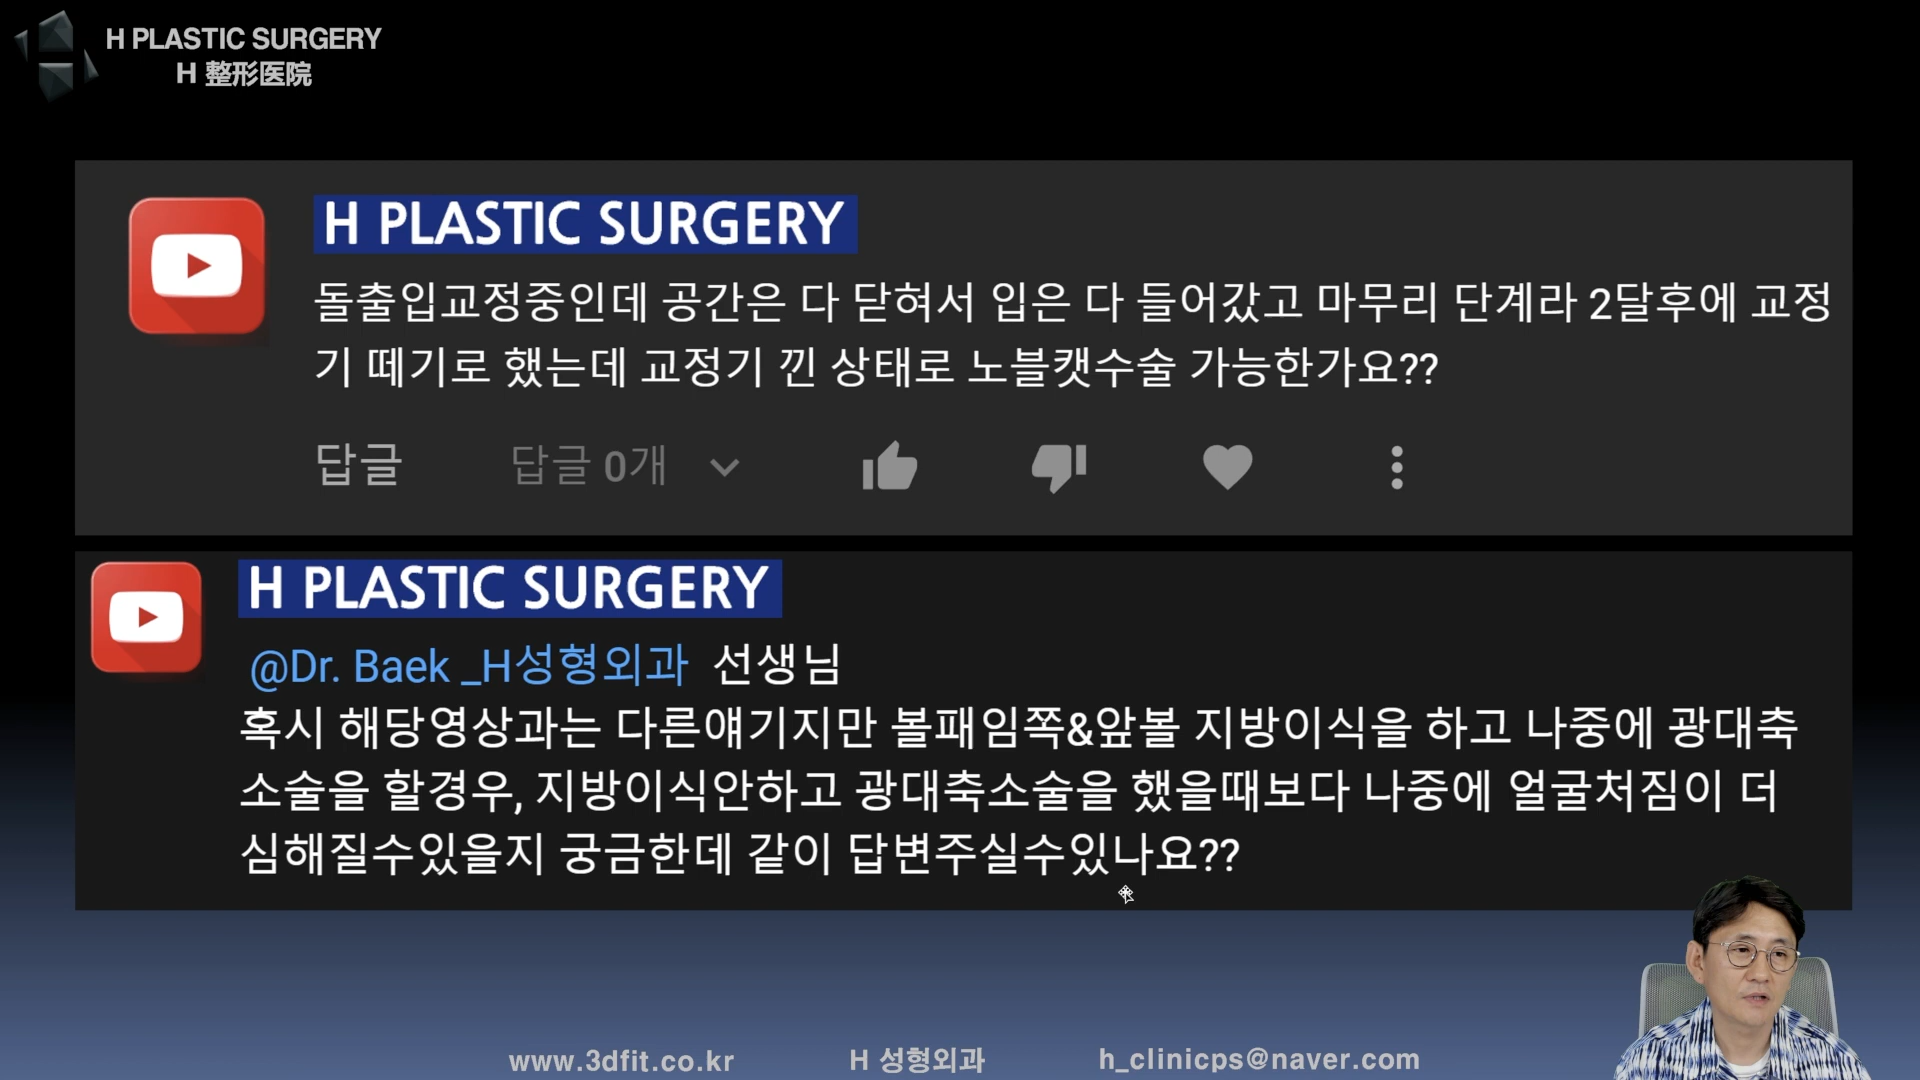 H PLASTIC SURGERY
H 整形医院
H PLASTIC SURGERY
돌출입교정중인데 공간은 다 닫혀서 입은 다 들어갔고 마무리 단계라 2달후에 교정
기 떼기로 했는데 교정기 낀 상태로 노블캣수술 가능한가요??
답글 답글 0개
H PLASTIC SURGERY
@Dr. Baek _H성형외과 선생님
혹시 해당영상과는 다른얘기지만 볼패임쪽&앞볼 지방이식을 하고 나중에 광대축
소술을 할경우, 지방이식안하고 광대축소술을 했을때보다 나중에 얼굴처짐이 더
심해질수있을지 궁금한데 같이 답변주실수있나요??
www.3dfit.co.kr H 성형외과 h_clinicps@naver.com